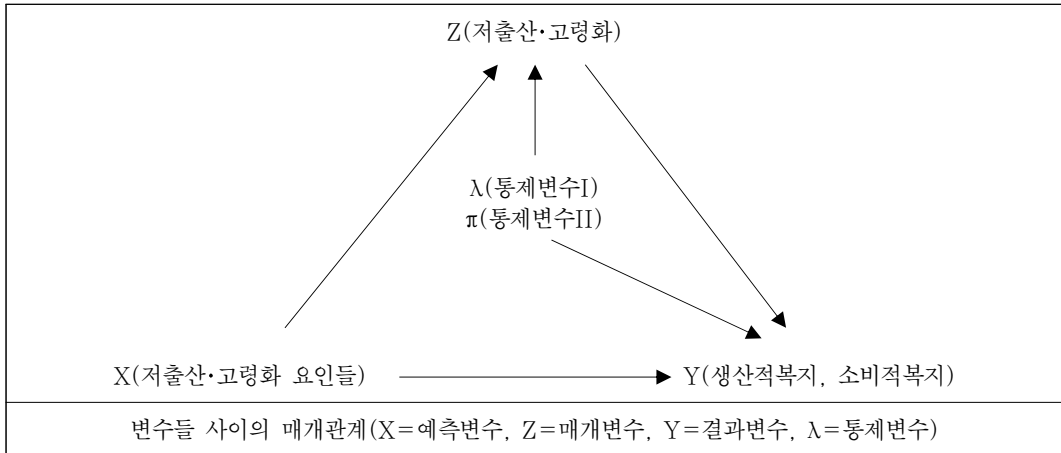 Z(저출산·고령화)
λ(통제변수I)
π(통제변수II)
X(저출산·고령화 요인들) Y(생산적복지, 소비적복지)
변수들 사이의 매개관계(X=예측변수, Z=매개변수, Y=결과변수, λ=통제변수)